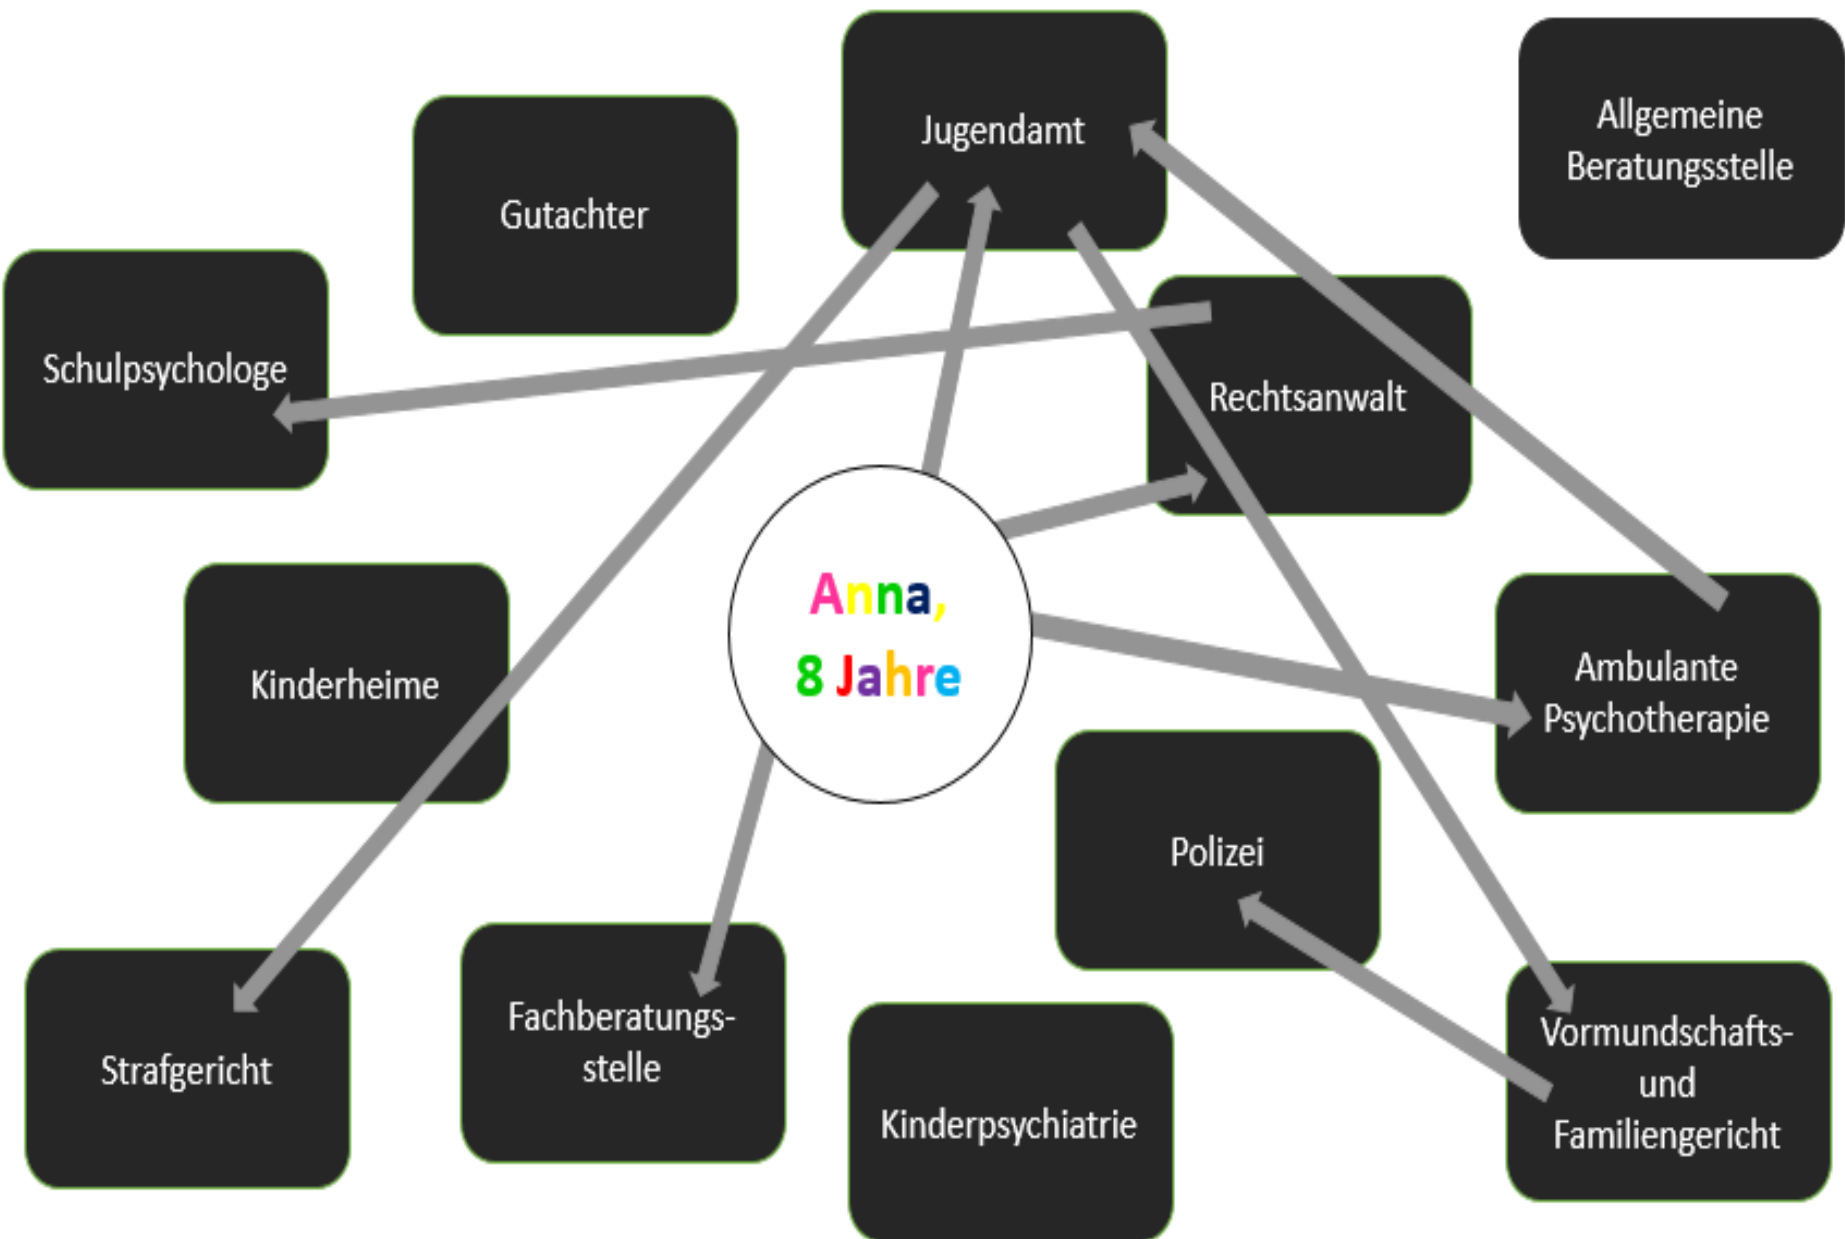 Jugendamt
Allgemeine
Beratungsstelle
Gutachter
Schulpsychologe
Rechtsanwalt
Anna,
8 Jahre
Kinderheime
Ambulante
Psychotherapie
Polizei
Strafgericht
Fachberatungs-
stelle
Kinderpsychiatrie
Vormundschafts-
und
Familiengericht